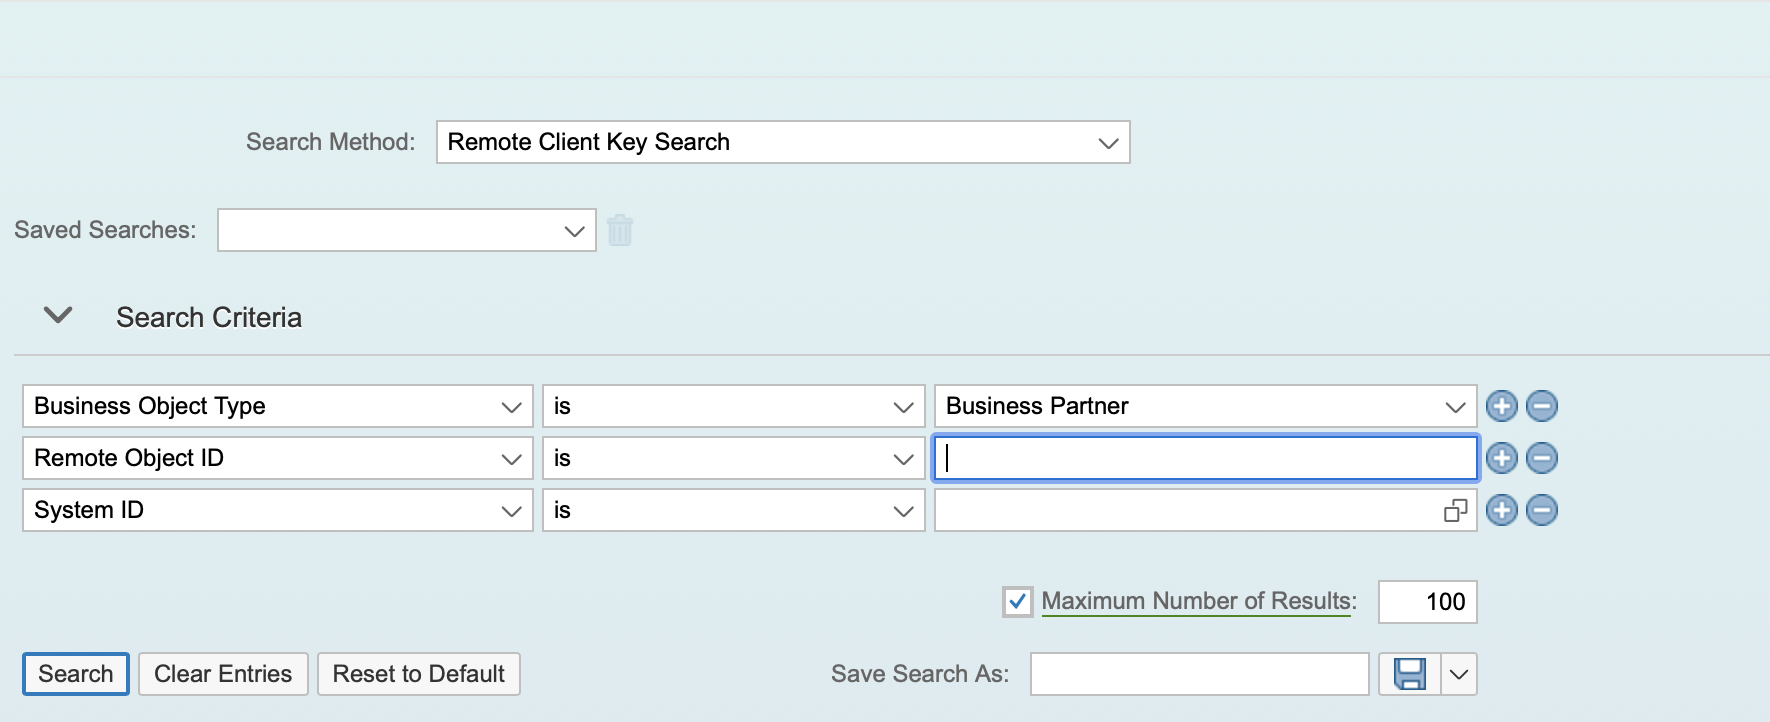 Search Method: Remote Client Key Search
Saved Searches:
Search Criteria
Business Object Type is Business Partner
Remote Object ID is
System ID is
Maximum Number of Results: 100
Search Clear Entries Reset to Default Save Search As: